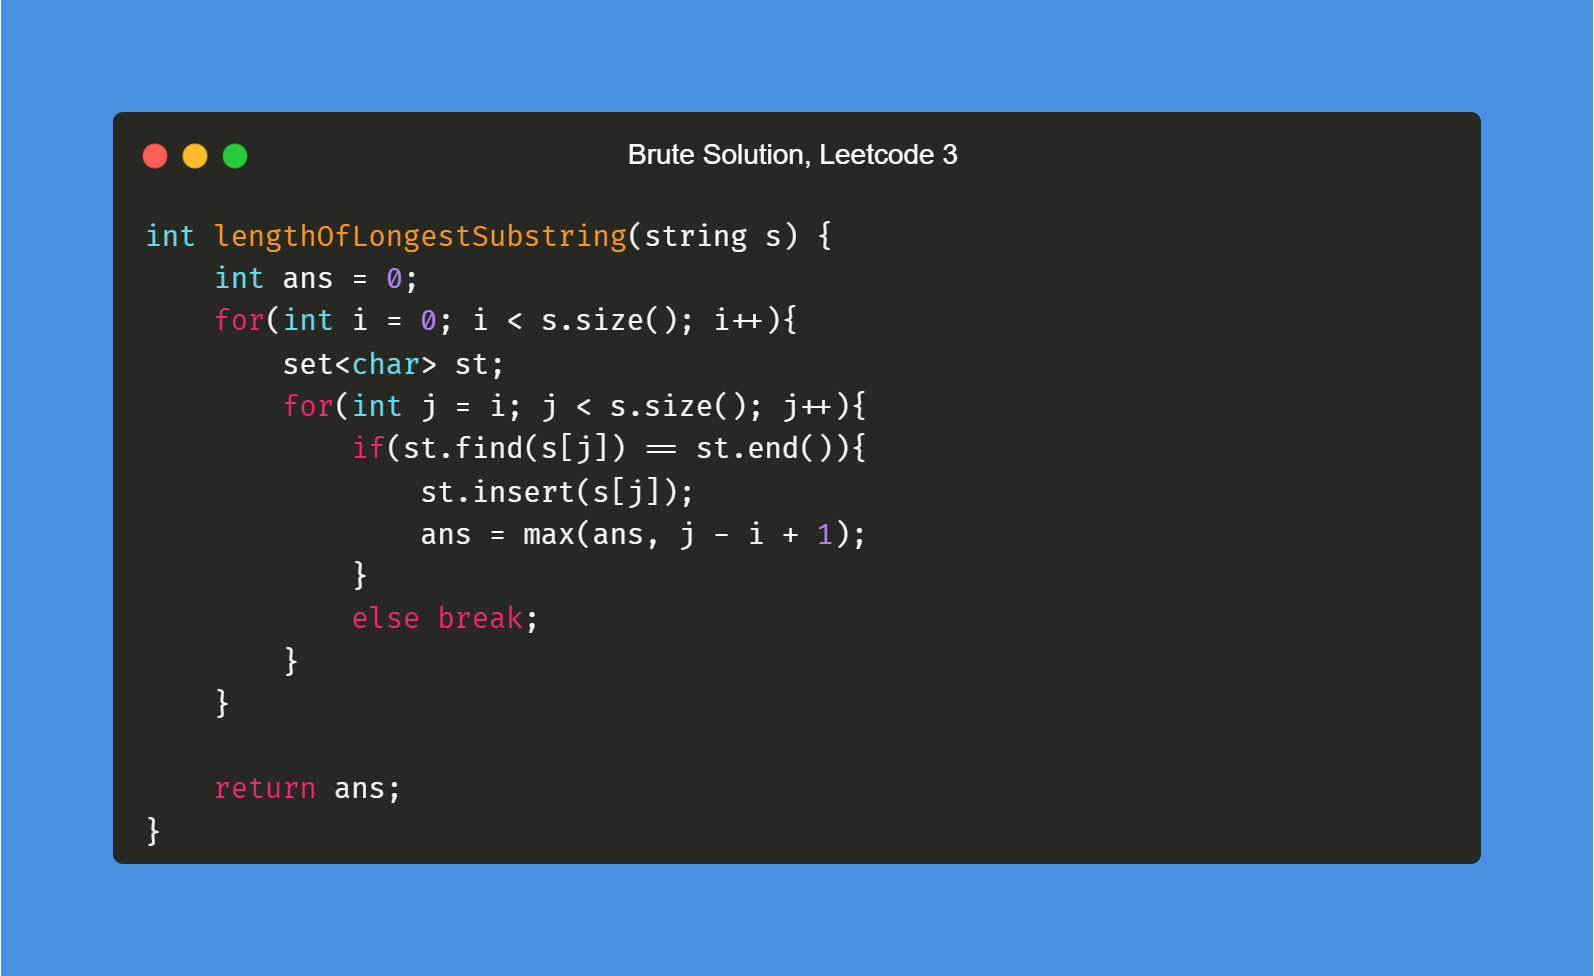 Brute Solution, Leetcode 3
int lengthOfLongestSubstring(string s) {
    int ans = 0;
    for(int i = 0; i < s.size(); i++){
        set<char> st;
        for(int j = i; j < s.size(); j++){
            if(st.find(s[j]) == st.end()){
                st.insert(s[j]);
                ans = max(ans, j - i + 1);
            }
            else break;
        }
    }

    return ans;
}